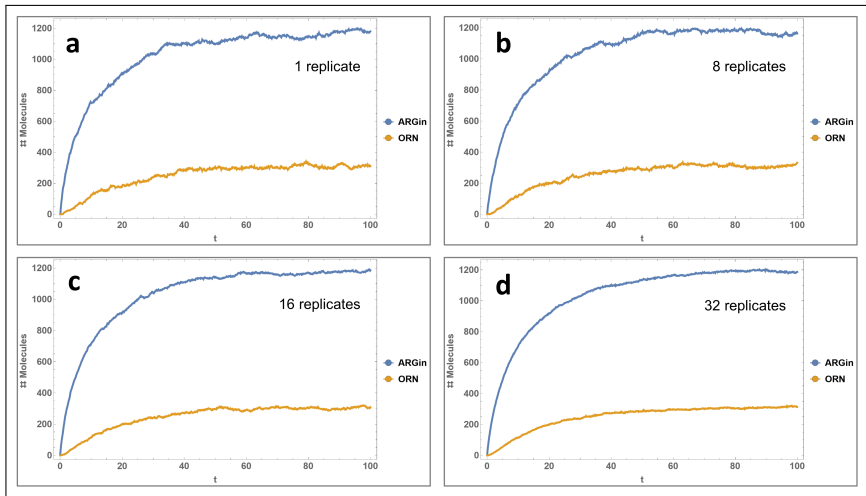 a
1 replicate
1200
1000
800
600
400
200
0
# Molecules
0 20 40 60 80 100
t
ARGin
ORN
b
8 replicates
1200
1000
800
600
400
200
0
# Molecules
0 20 40 60 80 100
t
ARGin
ORN
c
16 replicates
1200
1000
800
600
400
200
0
# Molecules
0 20 40 60 80 100
t
ARGin
ORN
d
32 replicates
1200
1000
800
600
400
200
0
# Molecules
0 20 40 60 80 100
t
ARGin
ORN